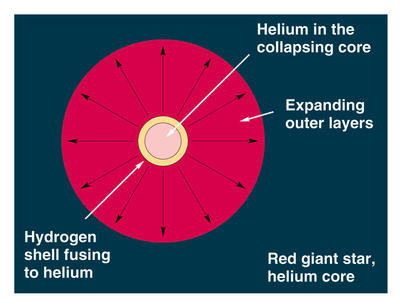 Helium in the
collapsing core
Expanding
outer layers
Hydrogen
shell fusing
to helium
Red giant star,
helium core